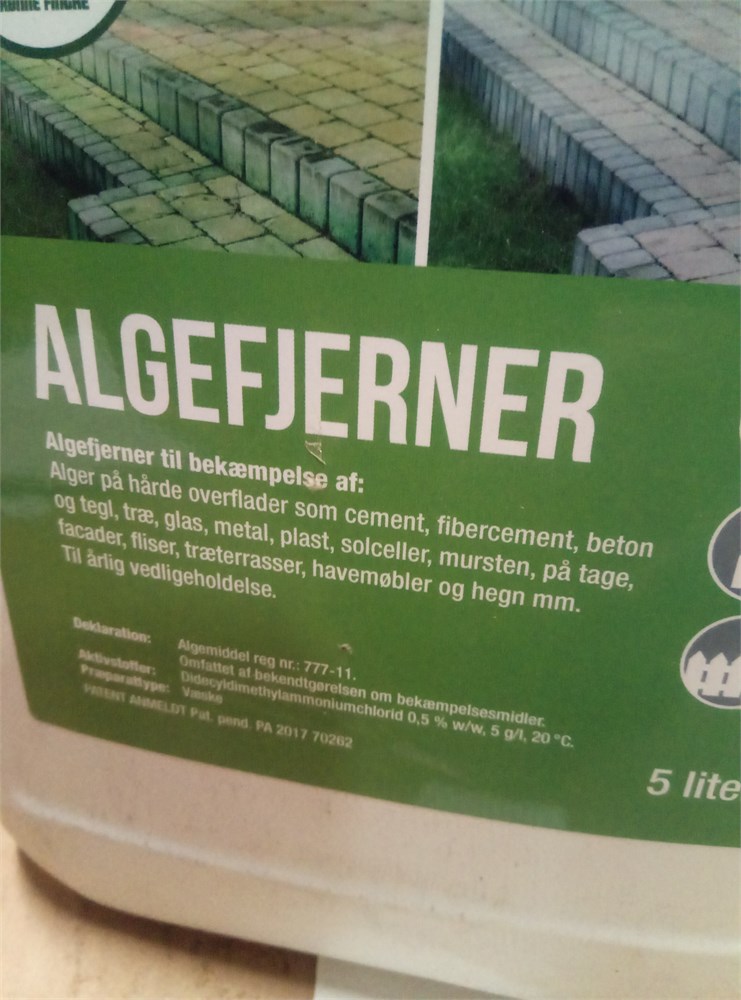 ALGEFJERNER
Algefjerner til bekæmpelse af:
Alger på hårde overflader som cement, fibercement, beton
og tegl, træ, glas, metal, plast, solceller, mursten, på tage,
facader, fliser, træterrasser, havemøbler og hegn mm.
Til årlig vedligeholdelse.
Deklaration: Algemiddel reg nr.: 777-11.
Omfattet af bekendtgørelsen om bekæmpelsesmidler.
Aktivstoffer: Didecyldimethylammoniumchlorid 0,5 % w/w, 5 g/l, 20 °C.
Præparattype: Væske
PATENT ANMELDT Pat. pend. PA 2017 70262
5 lite